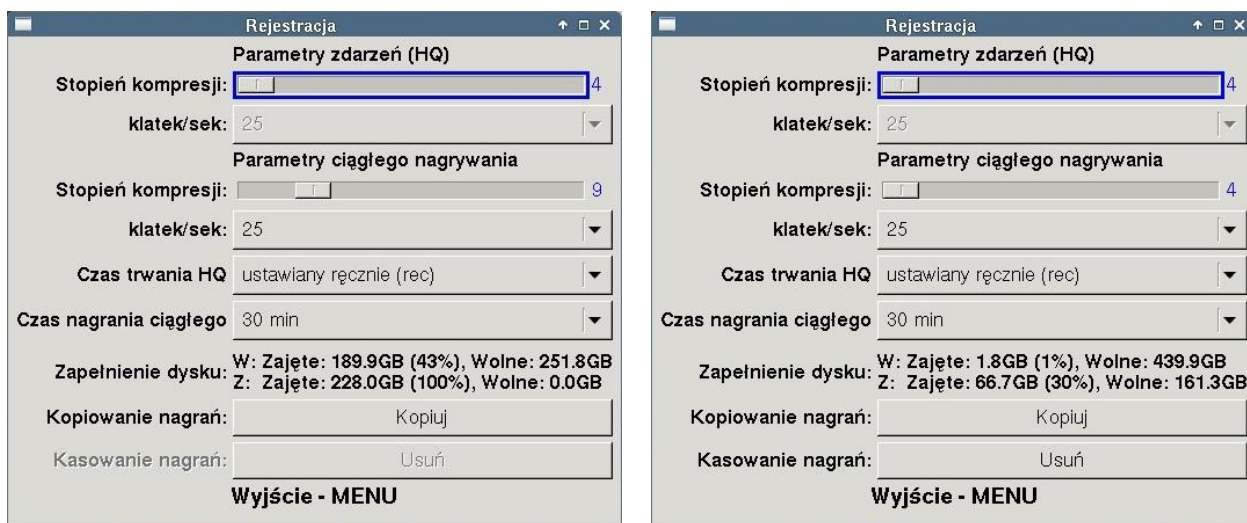 Rejestracja
Parametry zdarzeń (HQ)
Stopień kompresji: 4
klatek/sek: 25
Parametry ciągłego nagrywania
Stopień kompresji: 9
klatek/sek: 25
Czas trwania HQ ustawiany ręcznie (rec)
Czas nagrania ciągłego 30 min
Zapełnienie dysku: W: Zajęte: 189.9GB (43%), Wolne: 251.8GB
Z: Zajęte: 228.0GB (100%), Wolne: 0.0GB
Kopiowanie nagrań: Kopiuj
Kasowanie nagrań: Usuń
Wyjście - MENU
Rejestracja
Parametry zdarzeń (HQ)
Stopień kompresji: 4
klatek/sek: 25
Parametry ciągłego nagrywania
Stopień kompresji: 4
klatek/sek: 25
Czas trwania HQ ustawiany ręcznie (rec)
Czas nagrania ciągłego 30 min
Zapełnienie dysku: W: Zajęte: 1.8GB (1%), Wolne: 439.9GB
Z: Zajęte: 66.7GB (30%), Wolne: 161.3GB
Kopiowanie nagrań: Kopiuj
Kasowanie nagrań: Usuń
Wyjście - MENU